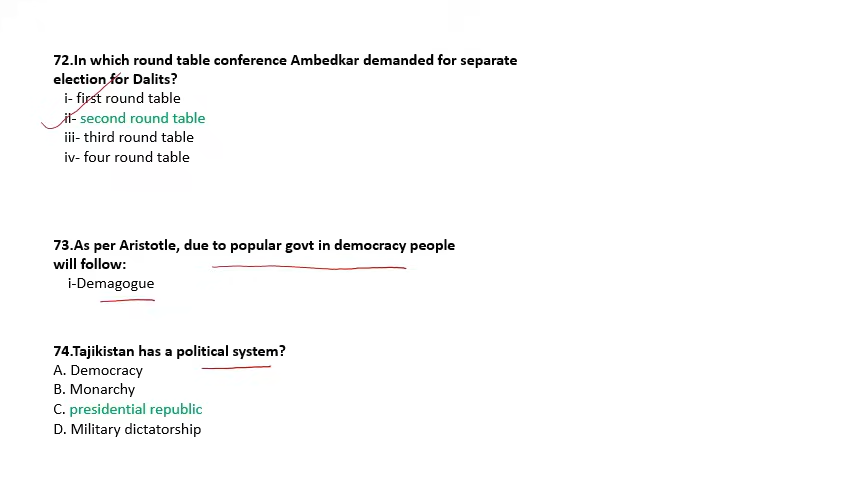 72.In which round table conference Ambedkar demanded for separate
election for Dalits?
i- first round table
ii- second round table
iii- third round table
iv- four round table
73.As per Aristotle, due to popular govt in democracy people
will follow:
i-Demagogue
74.Tajikistan has a political system?
A. Democracy
B. Monarchy
C. presidential republic
D. Military dictatorship